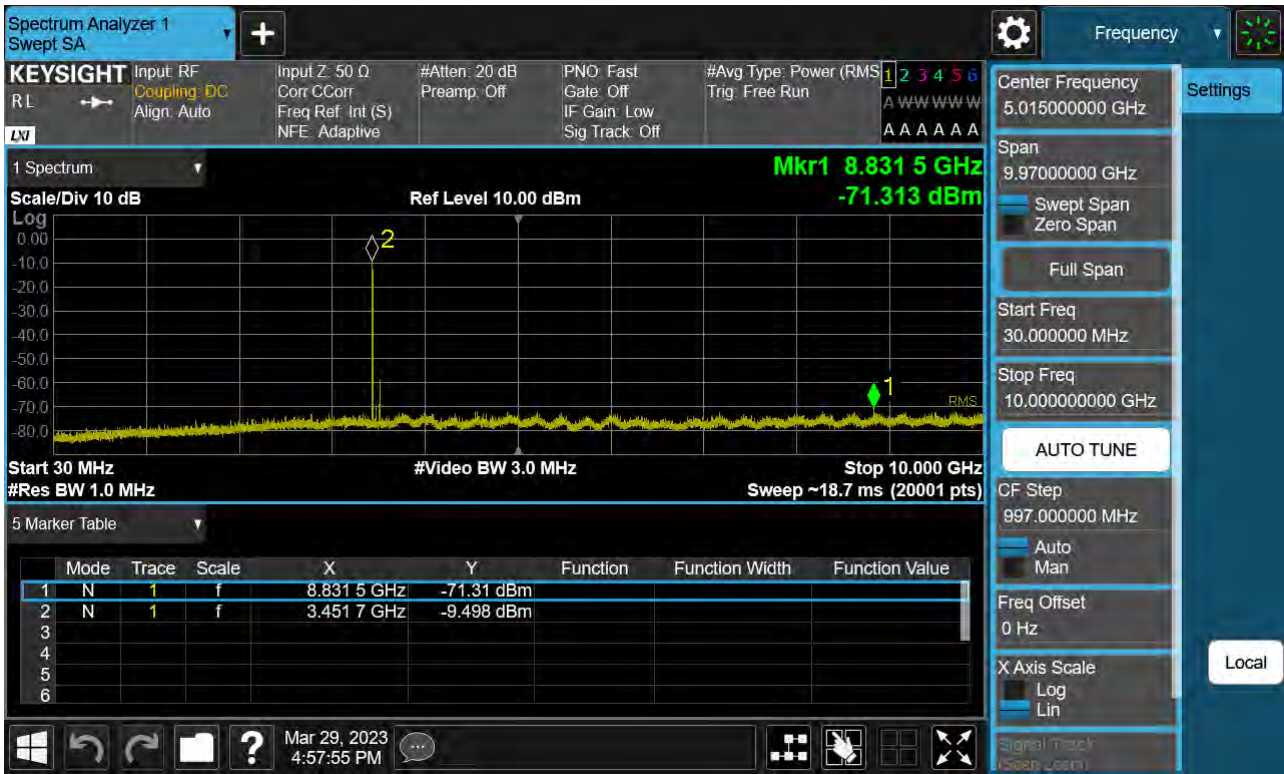 Spectrum Analyzer 1
Swept SA
+
Frequency
KEYSIGHT
RL
LXI
Input: RF
Coupling: DC
Align: Auto
Input Z: 50 Ω
Corr CCorr
Freq Ref: Int (S)
NFE: Adaptive
#Atten: 20 dB
Preamp: Off
PNO: Fast
Gate: Off
IF Gain: Low
Sig Track: Off
#Avg Type: Power (RMS
Trig: Free Run
1 2 3 4 5 6
A W W W W W
A A A A A A
1 Spectrum
Mkr1 8.831 5 GHz
-71.313 dBm
Scale/Div 10 dB
Ref Level 10.00 dBm
Log
0.00
-10.0
-20.0
-30.0
-40.0
-50.0
-60.0
-70.0
-80.0
2
1
RMS
Start 30 MHz
#Video BW 3.0 MHz
Stop 10.000 GHz
#Res BW 1.0 MHz
Sweep ~18.7 ms (20001 pts)
5 Marker Table
Mode Trace Scale X Y Function Function Width Function Value
1 N 1 f 8.831 5 GHz -71.31 dBm
2 N 1 f 3.451 7 GHz -9.498 dBm
3
4
5
6
Mar 29, 2023
4:57:55 PM
?
Center Frequency
5.015000000 GHz
Settings
Span
9.97000000 GHz
Swept Span
Zero Span
Full Span
Start Freq
30.000000 MHz
Stop Freq
10.000000000 GHz
AUTO TUNE
CF Step
997.000000 MHz
Auto
Man
Freq Offset
0 Hz
X Axis Scale
Log
Lin
Local
Signal Track
(Span Zoom)